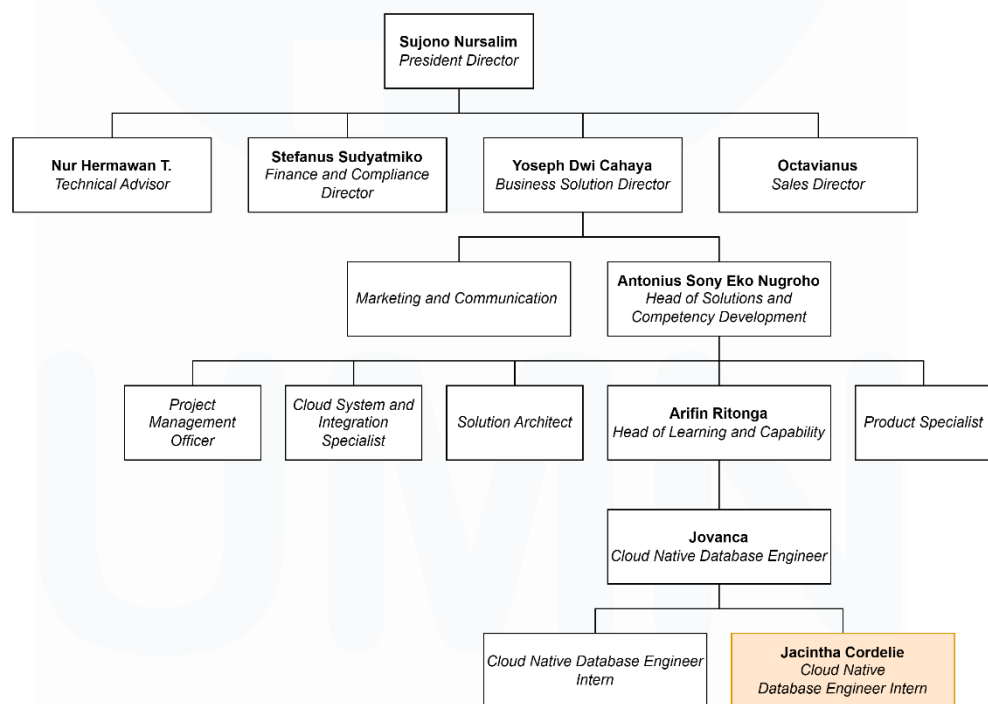 Sujono Nursalim
President Director
Nur Hermawan T.
Technical Advisor
Stefanus Sudyatmiko
Finance and Compliance
Director
Yoseph Dwi Cahaya
Business Solution Director
Octavianus
Sales Director
Marketing and Communication
Antonius Sony Eko Nugroho
Head of Solutions and
Competency Development
Project
Management
Officer
Cloud System and
Integration
Specialist
Solution Architect
Arifin Ritonga
Head of Learning and Capability
Product Specialist
Jovanca
Cloud Native Database Engineer
Cloud Native Database Engineer
Intern
Jacintha Cordelie
Cloud Native
Database Engineer Intern
UMN